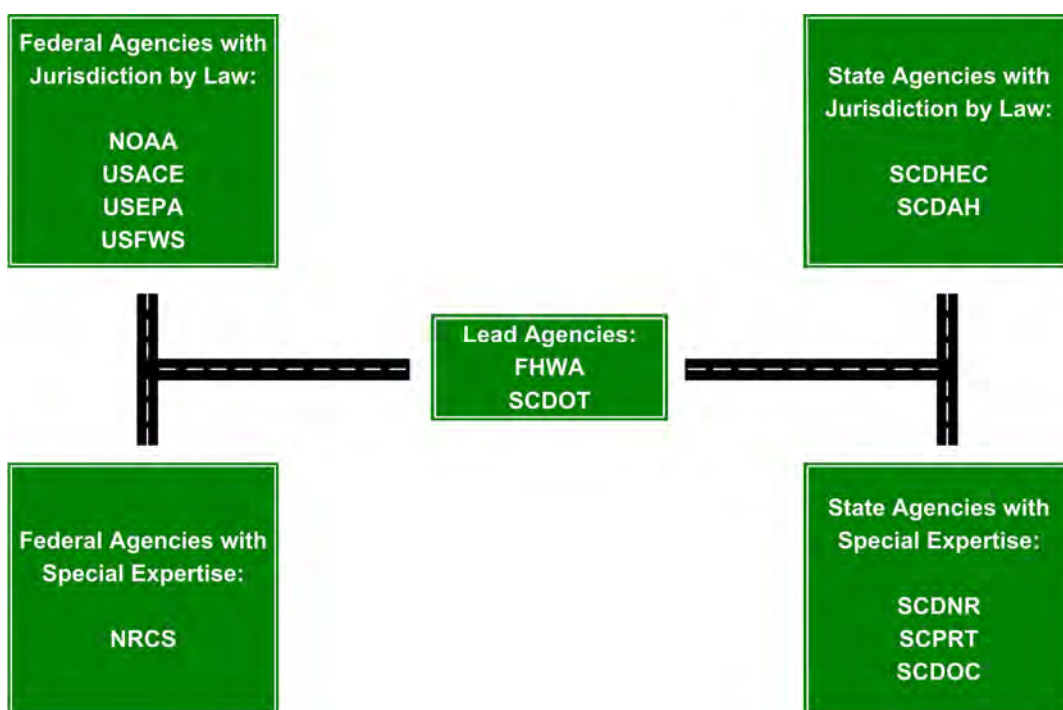 Federal Agencies with
Jurisdiction by Law:
NOAA
USACE
USEPA
USFWS
State Agencies with
Jurisdiction by Law:
SCDHEC
SCDAH
Lead Agencies:
FHWA
SCDOT
Federal Agencies with
Special Expertise:
NRCS
State Agencies with
Special Expertise:
SCDNR
SCPRT
SCDOC